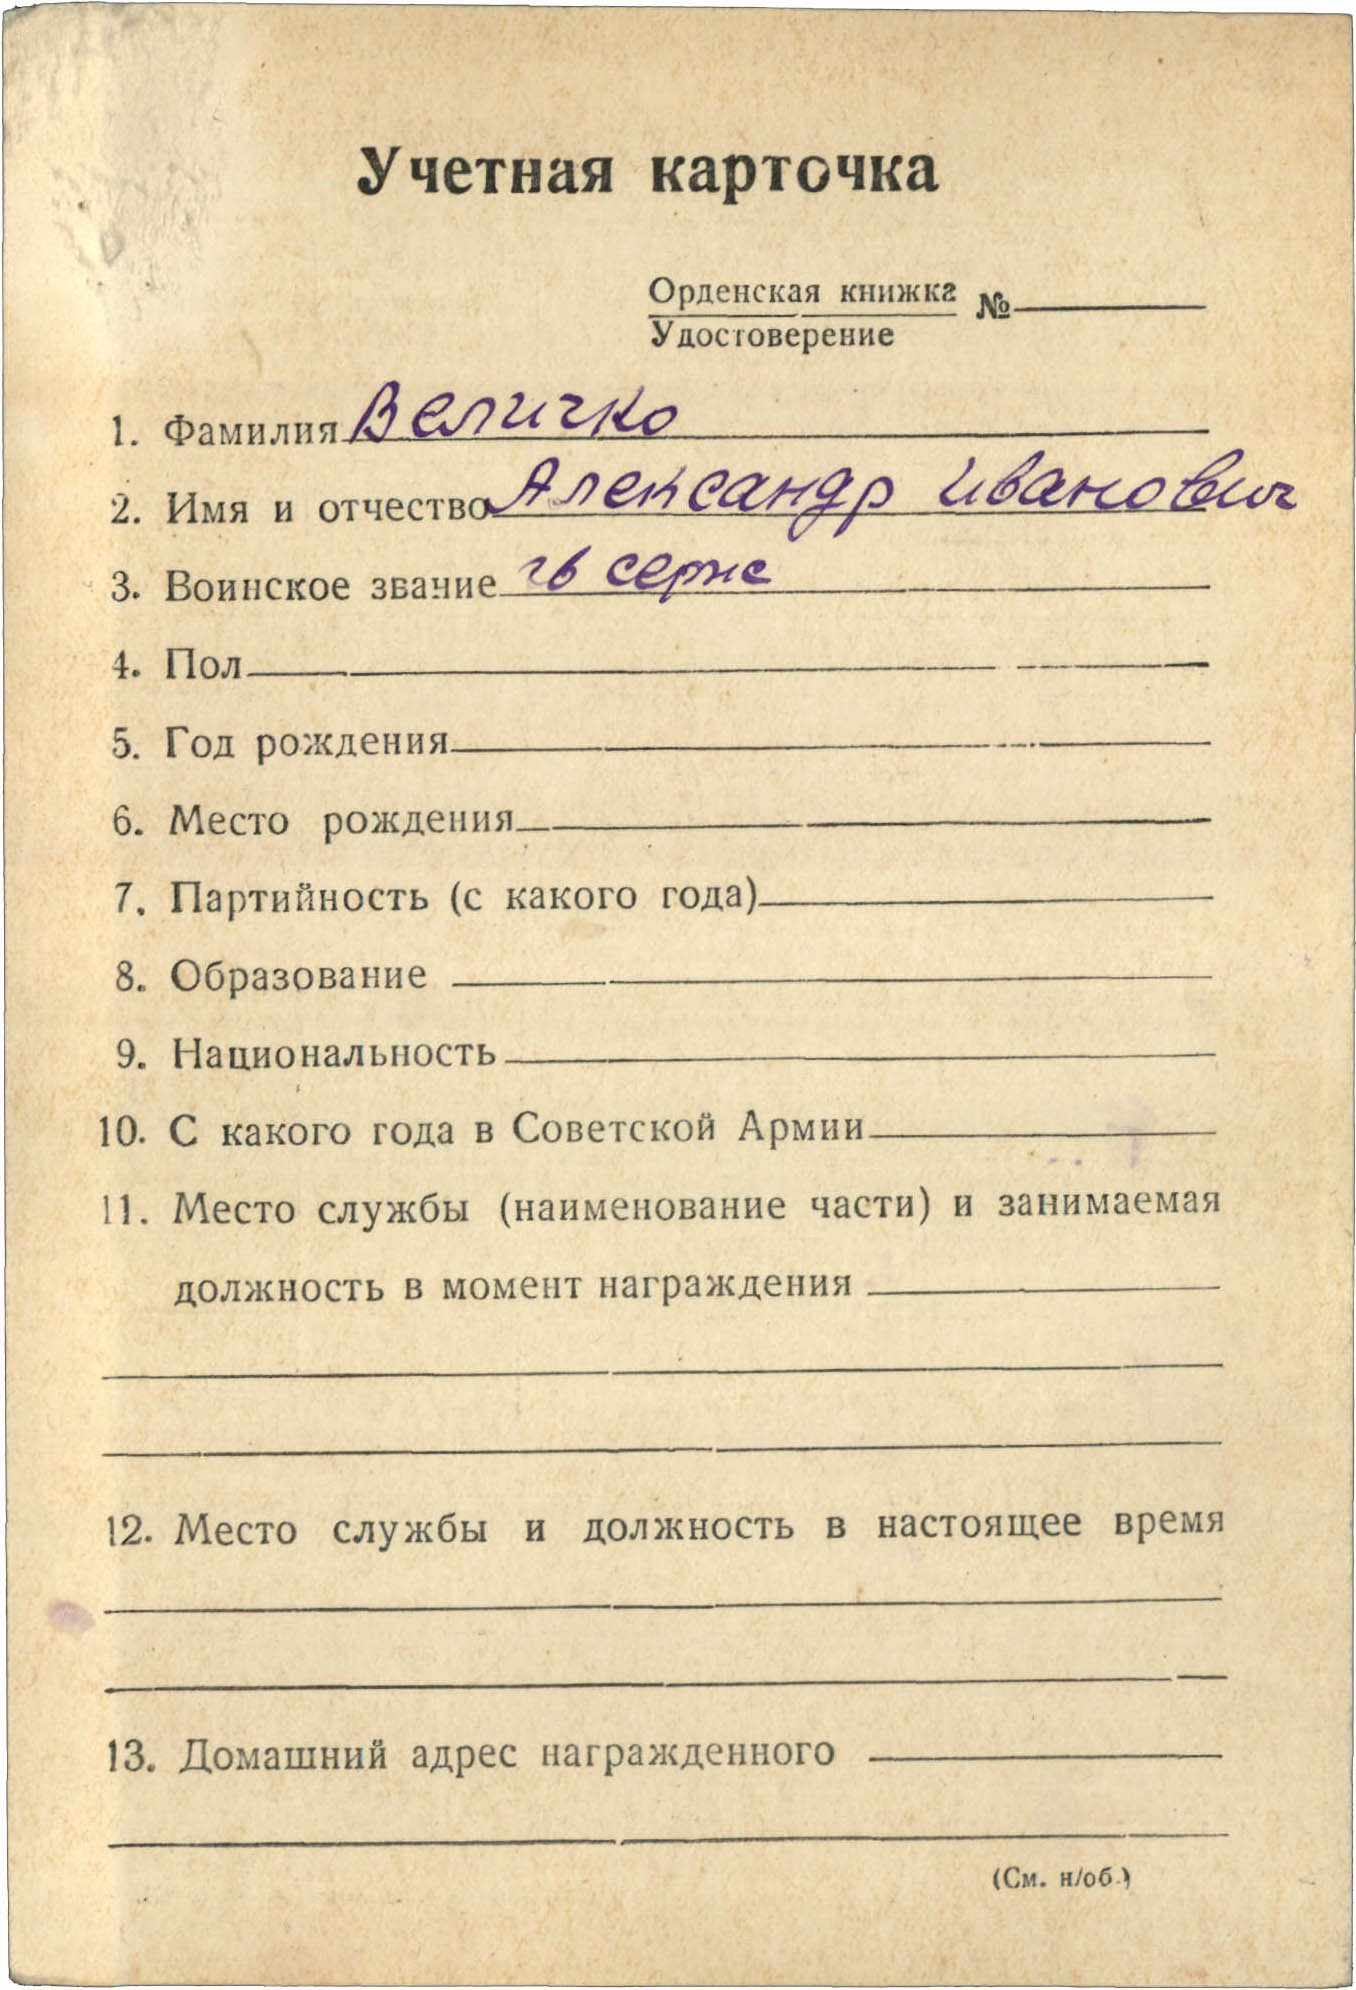 Учетная карточка
Орденская книжка №
Удостоверение
1. Фамилия Величко
2. Имя и отчество Александр Иванович
3. Воинское звание гв серж
4. Пол
5. Год рождения
6. Место рождения
7. Партийность (с какого года)
8. Образование
9. Национальность
10. С какого года в Советской Армии
11. Место службы (наименование части) и занимаемая
должность в момент награждения
12. Место службы и должность в настоящее время
13. Домашний адрес награжденного
(См. н/об.)